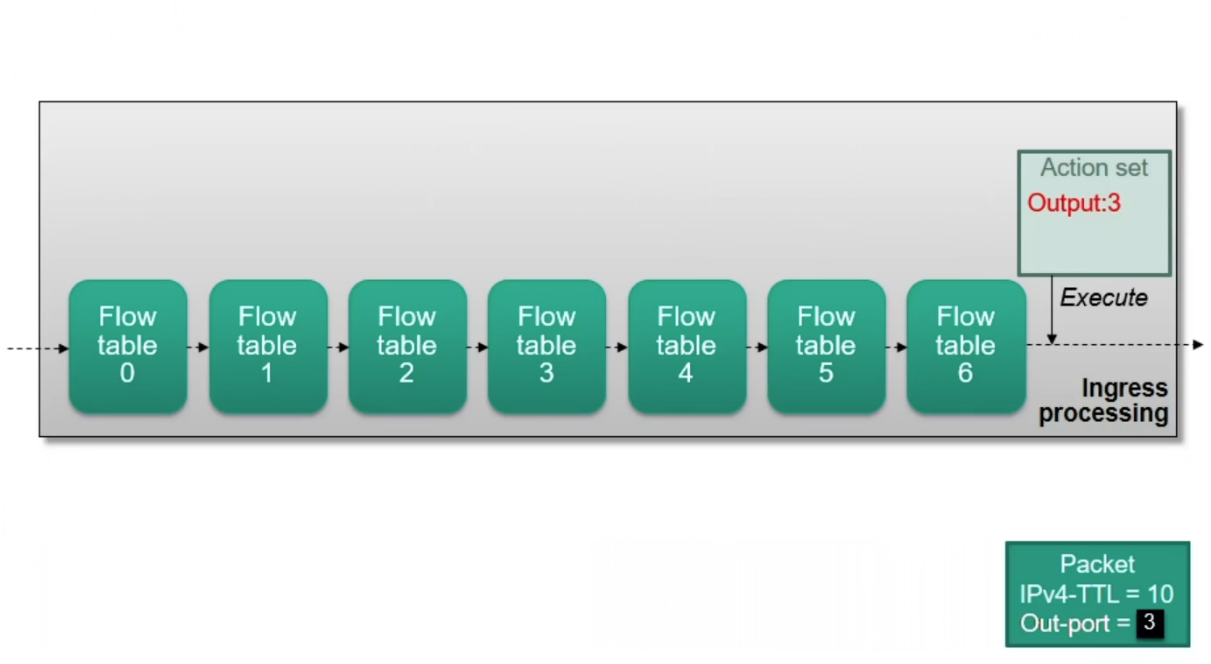 Action set
Output:3
Execute
Flow
table
0
Flow
table
1
Flow
table
2
Flow
table
3
Flow
table
4
Flow
table
5
Flow
table
6
Ingress
processing
Packet
IPv4-TTL = 10
Out-port = 3